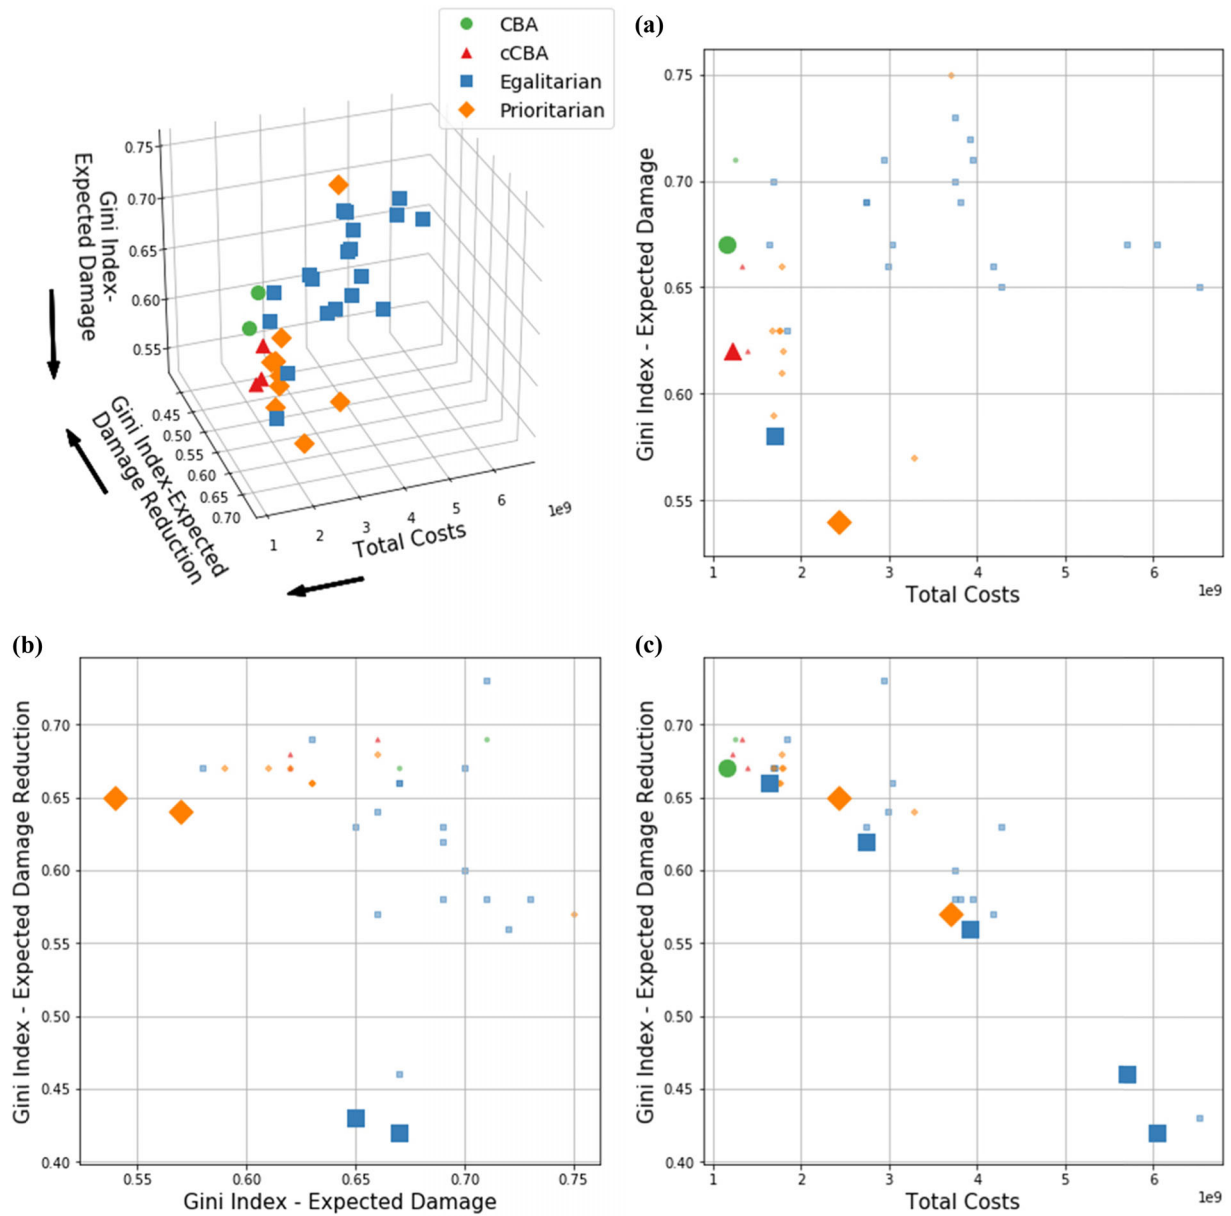 CBA
cCBA
Egalitarian
Prioritarian
0.75
0.70
0.65
0.60
0.55
Gini Index-
Expected Damage
0.45
0.50
0.55
0.60
0.65
0.70
Gini Index-Expected
Damage Reduction
1
2
3
4
5
6
1e9
Total Costs
(a)
0.75
0.70
0.65
0.60
0.55
Gini Index - Expected Damage
1 2 3 4 5 6
1e9
Total Costs
(b)
0.70
0.65
0.60
0.55
0.50
0.45
0.40
Gini Index - Expected Damage Reduction
0.55 0.60 0.65 0.70 0.75
Gini Index - Expected Damage
(c)
0.70
0.65
0.60
0.55
0.50
0.45
0.40
Gini Index - Expected Damage Reduction
1 2 3 4 5 6
1e9
Total Costs